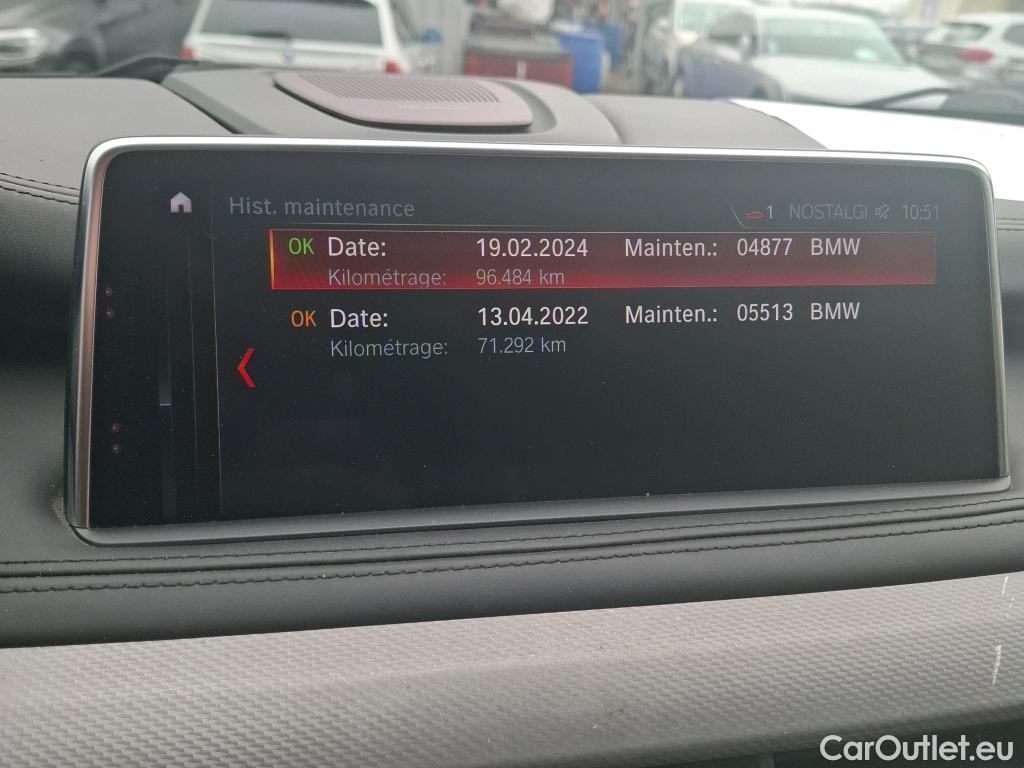 Hist. maintenance
1 NOSTALGI 10:51
OK Date: 19.02.2024 Mainten.: 04877 BMW
Kilométrage: 96.484 km
OK Date: 13.04.2022 Mainten.: 05513 BMW
Kilométrage: 71.292 km
CarOutlet.eu